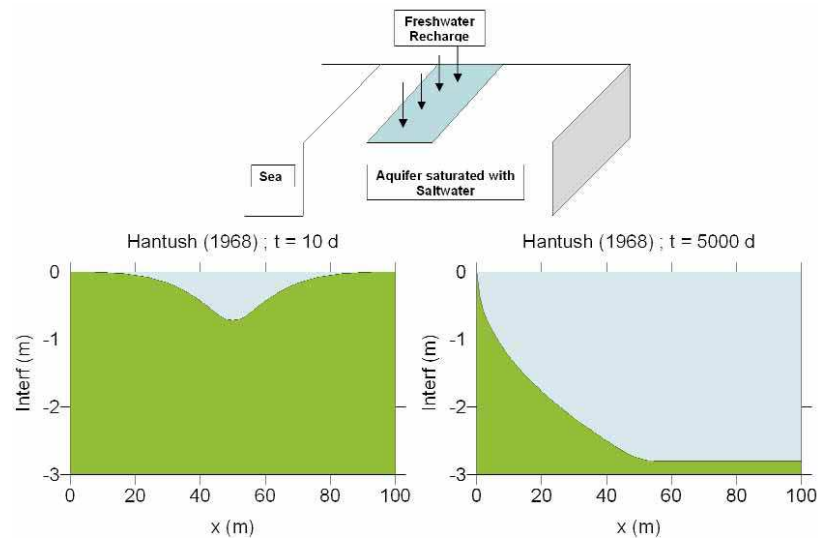 Freshwater
Recharge
Sea
Aquifer saturated with
Saltwater
Hantush (1968) ; t = 10 d
Hantush (1968) ; t = 5000 d
0
-1
-2
-3
Interf (m)
0 20 40 60 80 100
x (m)
0
-1
-2
-3
Interf (m)
0 20 40 60 80 100
x (m)